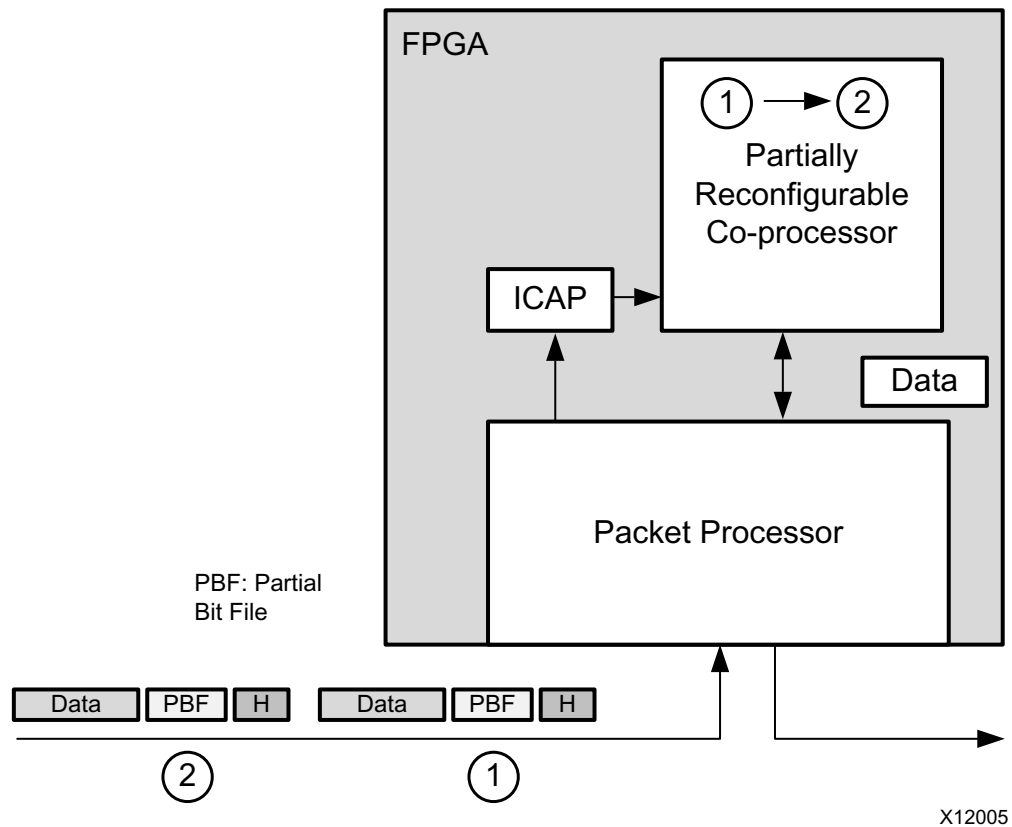 FPGA
1 2
Partially
Reconfigurable
Co-processor
ICAP
Data
Packet Processor
PBF: Partial
Bit File
Data PBF H Data PBF H
2 1
X12005